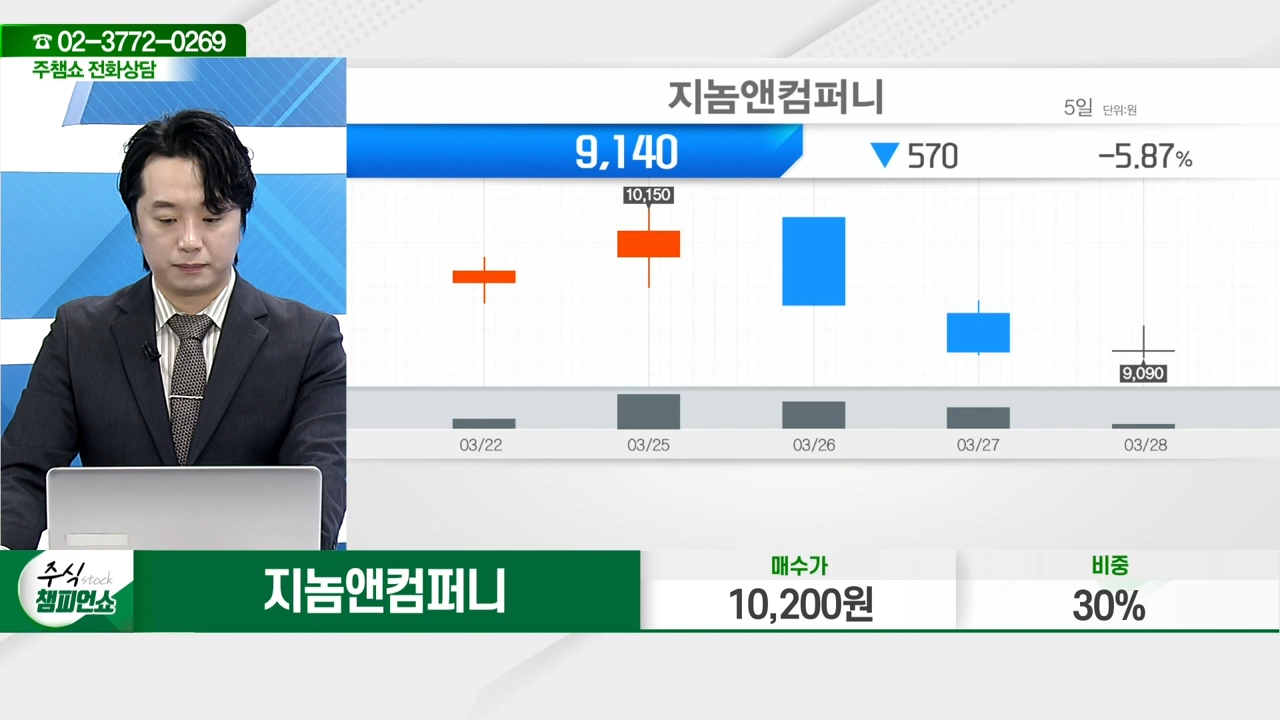 ☎ 02-3772-0269
주챔쇼 전화상담
지놈앤컴퍼니
5일 단위:원
9,140 ▼ 570 -5.87%
10,150
9,090
03/22 03/25 03/26 03/27 03/28
주식 stock
챔피언쇼
지놈앤컴퍼니
매수가
10,200원
비중
30%